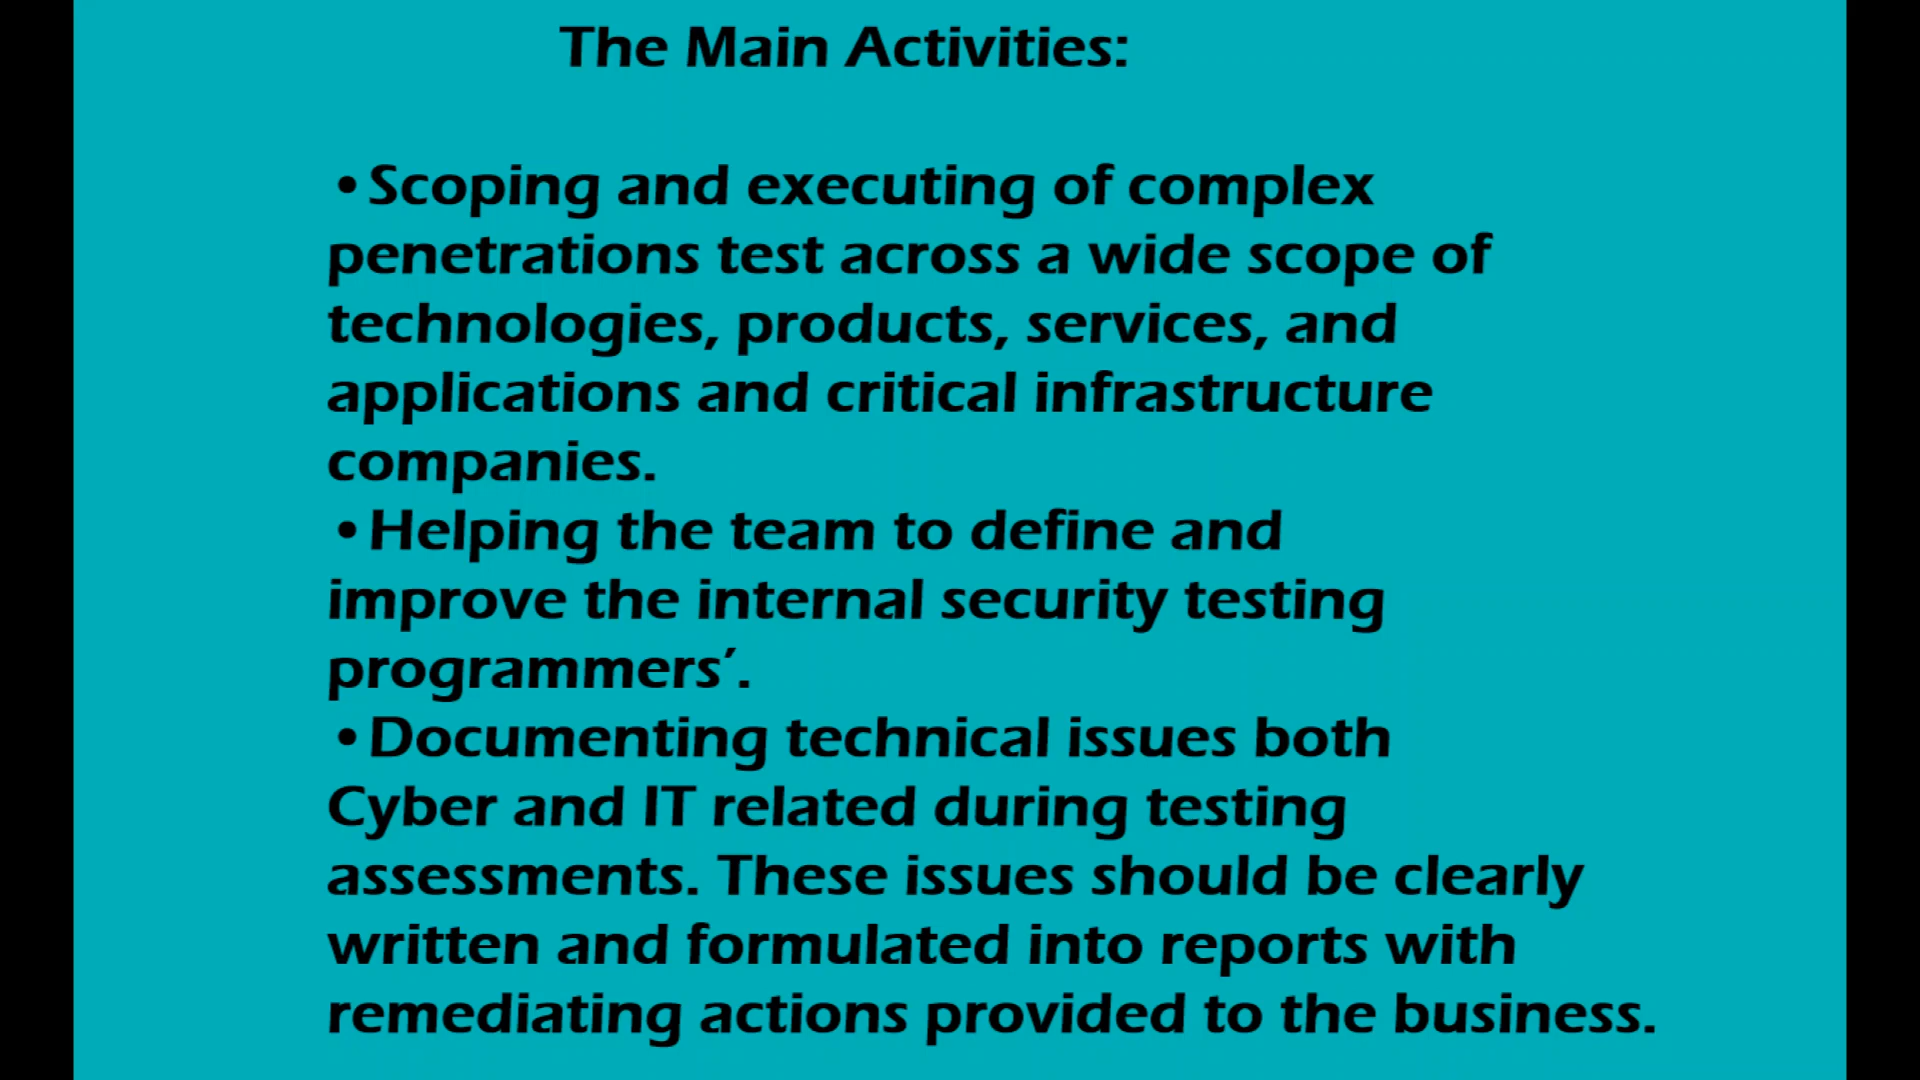 The Main Activities:
•Scoping and executing of complex
penetrations test across a wide scope of
technologies, products, services, and
applications and critical infrastructure
companies.
•Helping the team to define and
improve the internal security testing
programmers’.
•Documenting technical issues both
Cyber and IT related during testing
assessments. These issues should be clearly
written and formulated into reports with
remediating actions provided to the business.